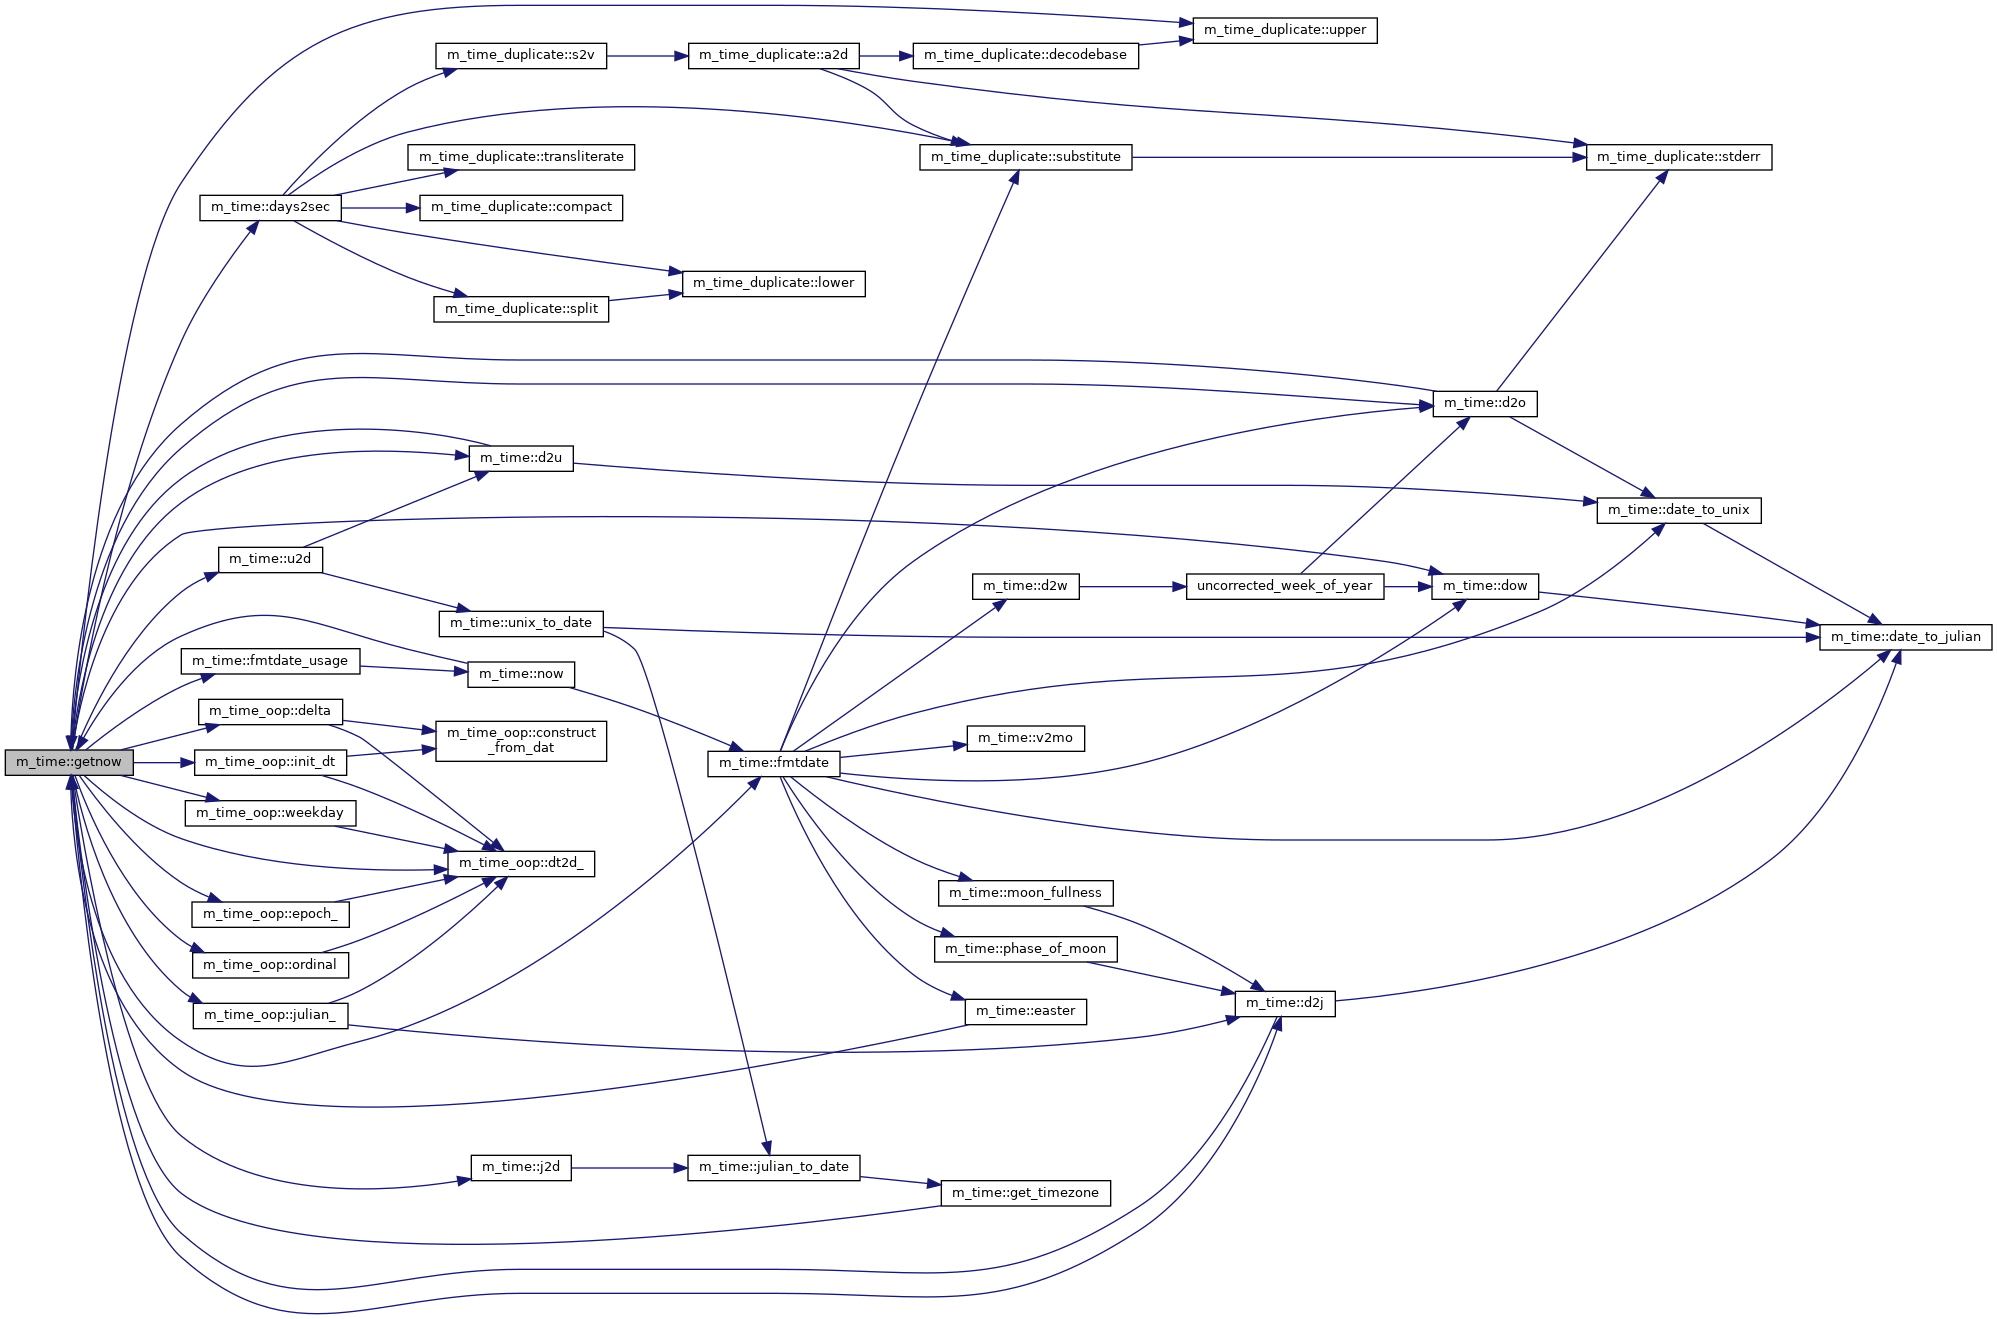 m_time_duplicate::upper
m_time_duplicate::s2v
m_time_duplicate::a2d
m_time_duplicate::decodebase
m_time_duplicate::transliterate
m_time_duplicate::substitute
m_time_duplicate::stderr
m_time::days2sec
m_time_duplicate::compact
m_time_duplicate::lower
m_time_duplicate::split
m_time::d2o
m_time::d2u
m_time::date_to_unix
m_time::u2d
m_time::d2w
uncorrected_week_of_year
m_time::dow
m_time::unix_to_date
m_time::date_to_julian
m_time::fmtdate_usage
m_time::now
m_time_oop::delta
m_time_oop::construct
_from_dat
m_time::v2mo
m_time::getnow
m_time_oop::init_dt
m_time::fmtdate
m_time_oop::weekday
m_time_oop::dt2d_
m_time::moon_fullness
m_time_oop::epoch_
m_time::phase_of_moon
m_time_oop::ordinal
m_time::d2j
m_time_oop::julian_
m_time::easter
m_time::j2d
m_time::julian_to_date
m_time::get_timezone